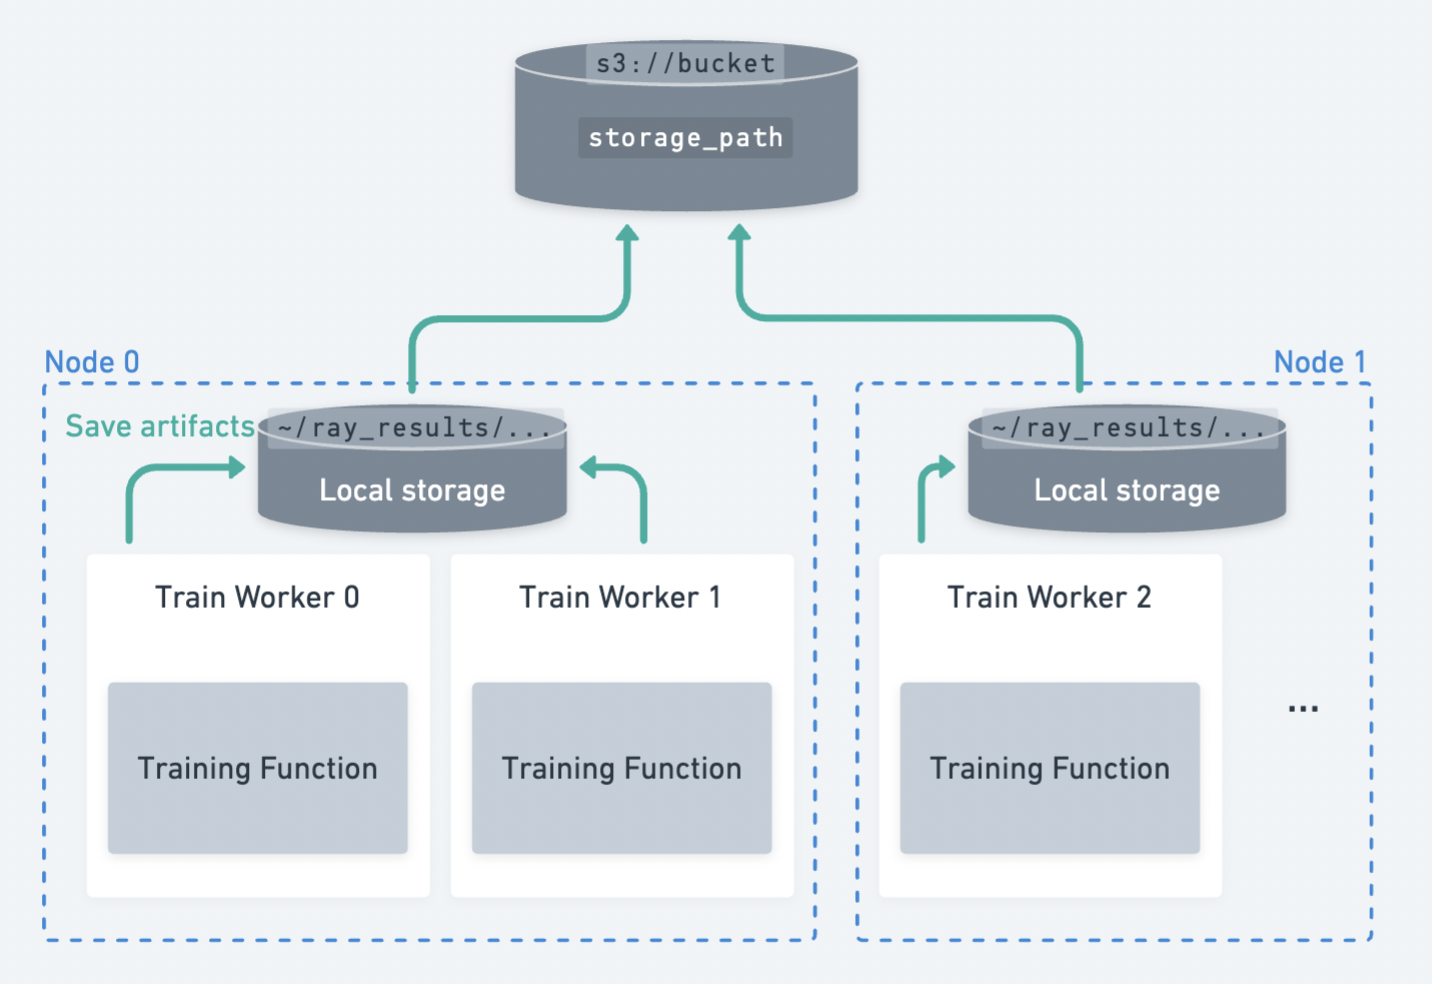 s3://bucket
storage_path
Node 0
Node 1
Save artifacts
~/ray_results/...
~/ray_results/...
Local storage
Local storage
Train Worker 0
Train Worker 1
Train Worker 2
Training Function
Training Function
Training Function
...